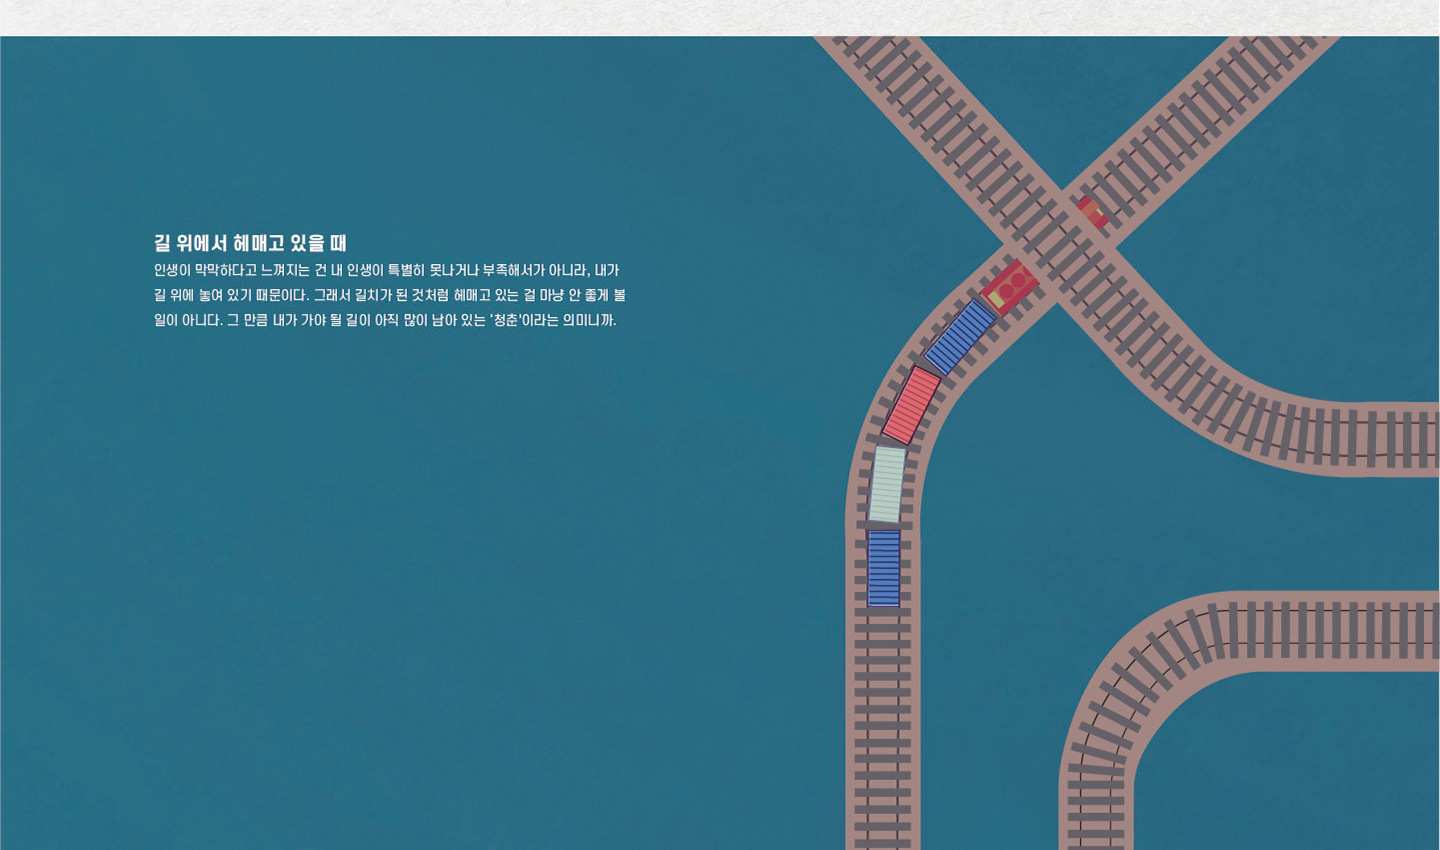 길 위에서 헤매고 있을 때
인생이 막막하다고 느껴지는 건 내 인생이 특별히 못나거나 부족해서가 아니라, 내가
길 위에 놓여 있기 때문이다. 그래서 길치가 된 것처럼 헤매고 있는 걸 마냥 안 좋게 볼
일이 아니다. 그 만큼 내가 가야 될 길이 아직 많이 남아 있는 '청춘'이라는 의미니까.